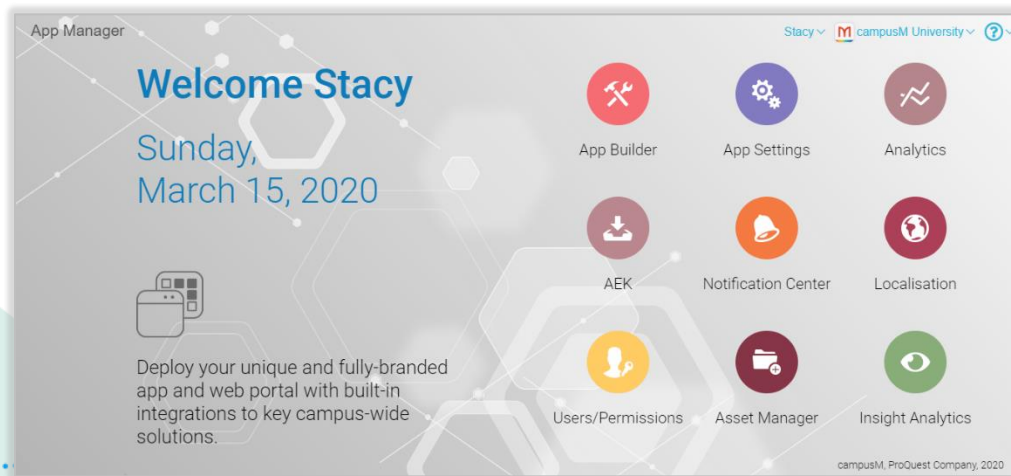 App Manager
Stacy campusM University ?
Welcome Stacy
Sunday,
March 15, 2020
App Builder App Settings Analytics
AEK Notification Center Localisation
Deploy your unique and fully-branded
app and web portal with built-in
integrations to key campus-wide
solutions.
Users/Permissions Asset Manager Insight Analytics
campusM, ProQuest Company, 2020